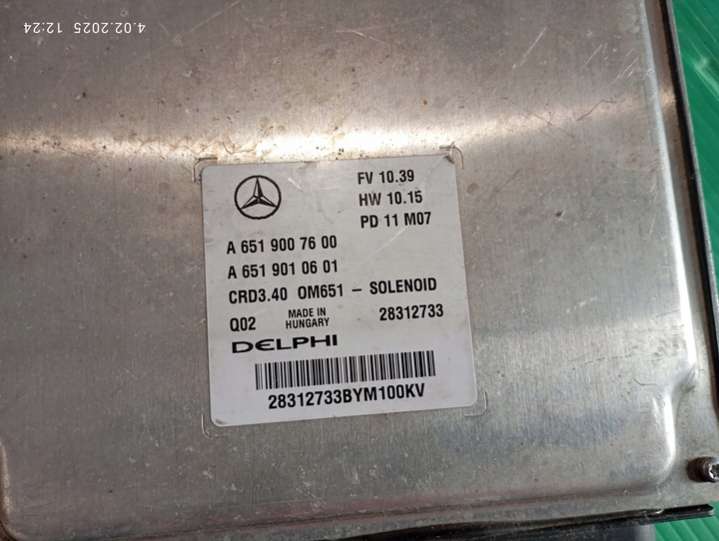 4.02.2025 12:24
FV 10.39
HW 10.15
PD 11 M07
A 651 900 76 00
A 651 901 06 01
CRD3.40 OM651 – SOLENOID
Q02 MADE IN HUNGARY 28312733
DELPHI
28312733BYM100KV